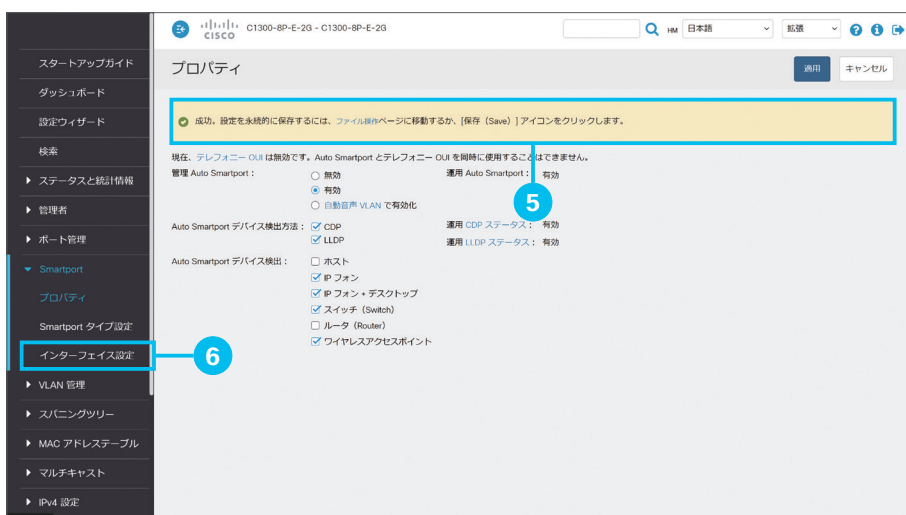 CISCO
C1300-8P-E-2G - C1300-8P-E-2G
HM
日本語
拡張
スタートアップガイド
ダッシュボード
設定ウィザード
検索
ステータスと統計情報
管理者
ポート管理
Smartport
プロパティ
Smartport タイプ設定
インターフェイス設定
VLAN 管理
スパニングツリー
MAC アドレステーブル
マルチキャスト
IPv4 設定
プロパティ
適用
キャンセル
成功。設定を永続的に保存するには、ファイル操作ページに移動するか、[保存（Save）] アイコンをクリックします。
5
現在、テレフォニー OUI は無効です。Auto Smartport とテレフォニー OUI を同時に使用することはできません。
管理 Auto Smartport：
無効
有効
自動音声 VLAN で有効化
運用 Auto Smartport： 有効
Auto Smartport デバイス検出方法：
CDP
LLDP
運用 CDP ステータス： 有効
運用 LLDP ステータス： 有効
Auto Smartport デバイス検出：
ホスト
IP フォン
IP フォン + デスクトップ
スイッチ（Switch）
ルータ（Router）
ワイヤレスアクセスポイント
6